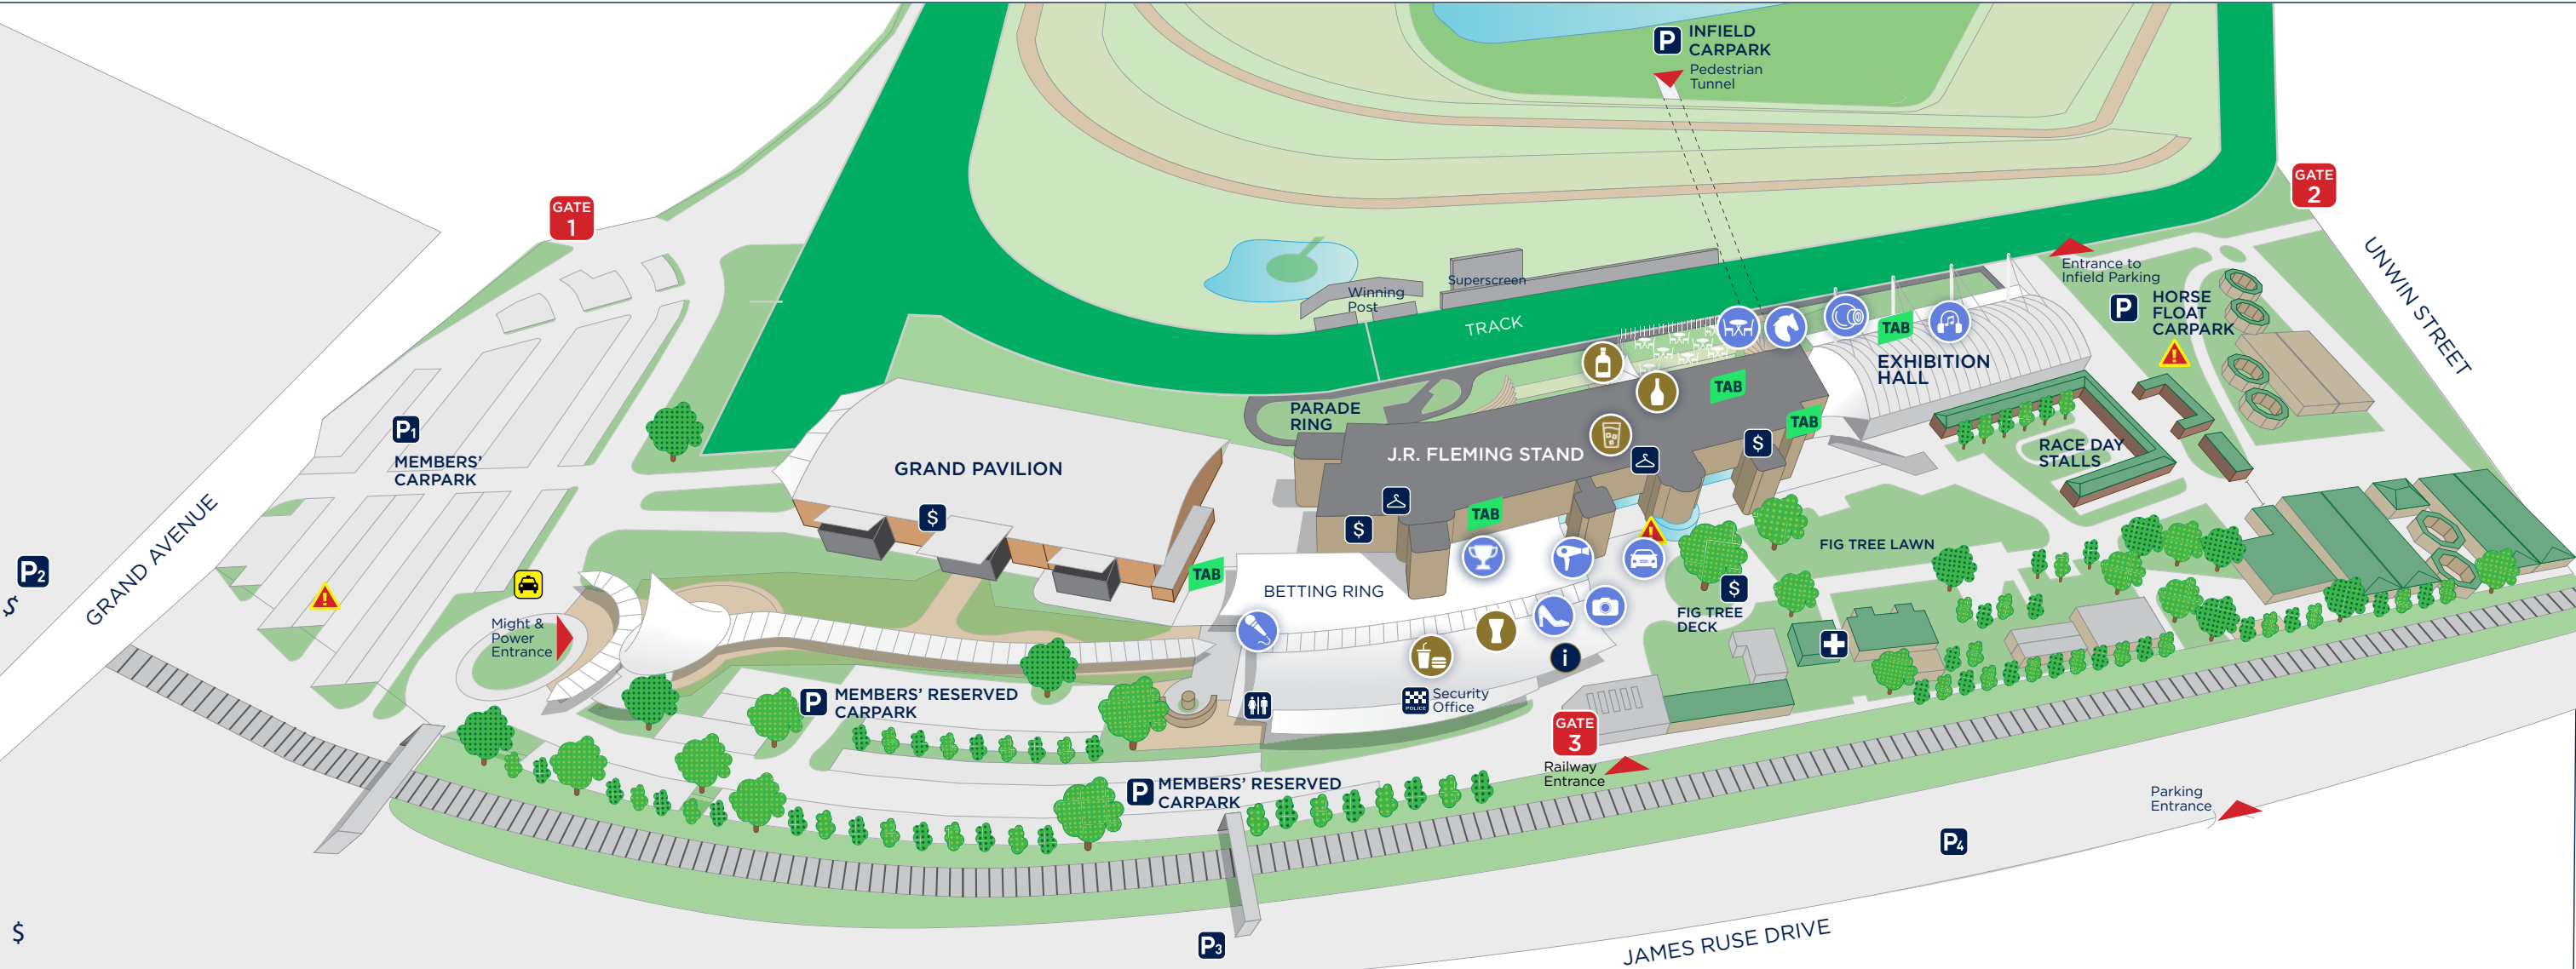 P INFIELD
CARPARK
Pedestrian
Tunnel
GATE
1
GATE
2
UNWIN STREET
Entrance to
Infield Parking
P HORSE
FLOAT
CARPARK
Superscreen
Winning
Post
TRACK
TAB
EXHIBITION
HALL
TAB
TAB
PARADE
RING
J.R. FLEMING STAND
$
RACE DAY
STALLS
P1
MEMBERS'
CARPARK
GRAND PAVILION
$
$
TAB
FIG TREE LAWN
GRAND AVENUE
P2
$
TAB
BETTING RING
$
FIG TREE
DECK
Might &
Power
Entrance
i
P MEMBERS' RESERVED
CARPARK
POLICE
Security
Office
GATE
3
Railway
Entrance
P MEMBERS' RESERVED
CARPARK
Parking
Entrance
P4
$
P3
JAMES RUSE DRIVE